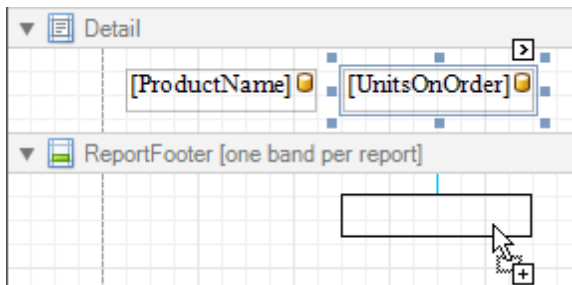 Detail
[ProductName] [UnitsOnOrder]
ReportFooter [one band per report]